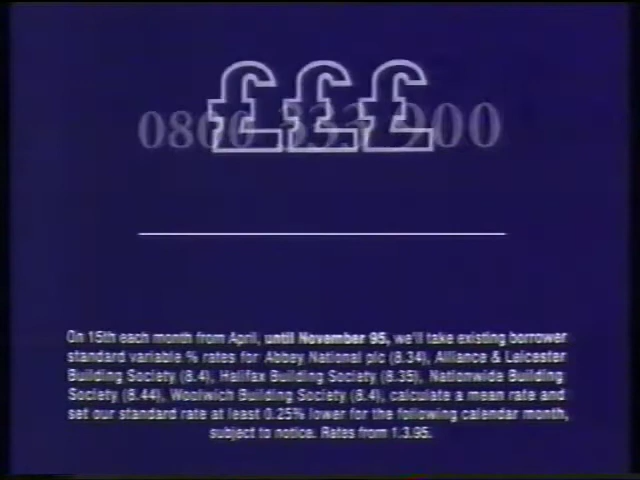 £££
0800 333 900
On 15th each month from April, until November 95, we'll take existing borrower
standard variable % rates for Abbey National plc (8.34), Alliance & Leicester
Building Society (8.4), Halifax Building Society (8.35), Nationwide Building
Society (8.44), Woolwich Building Society (8.4), calculate a mean rate and
set our standard rate at least 0.25% lower for the following calendar month,
subject to notice. Rates from 1.3.95.